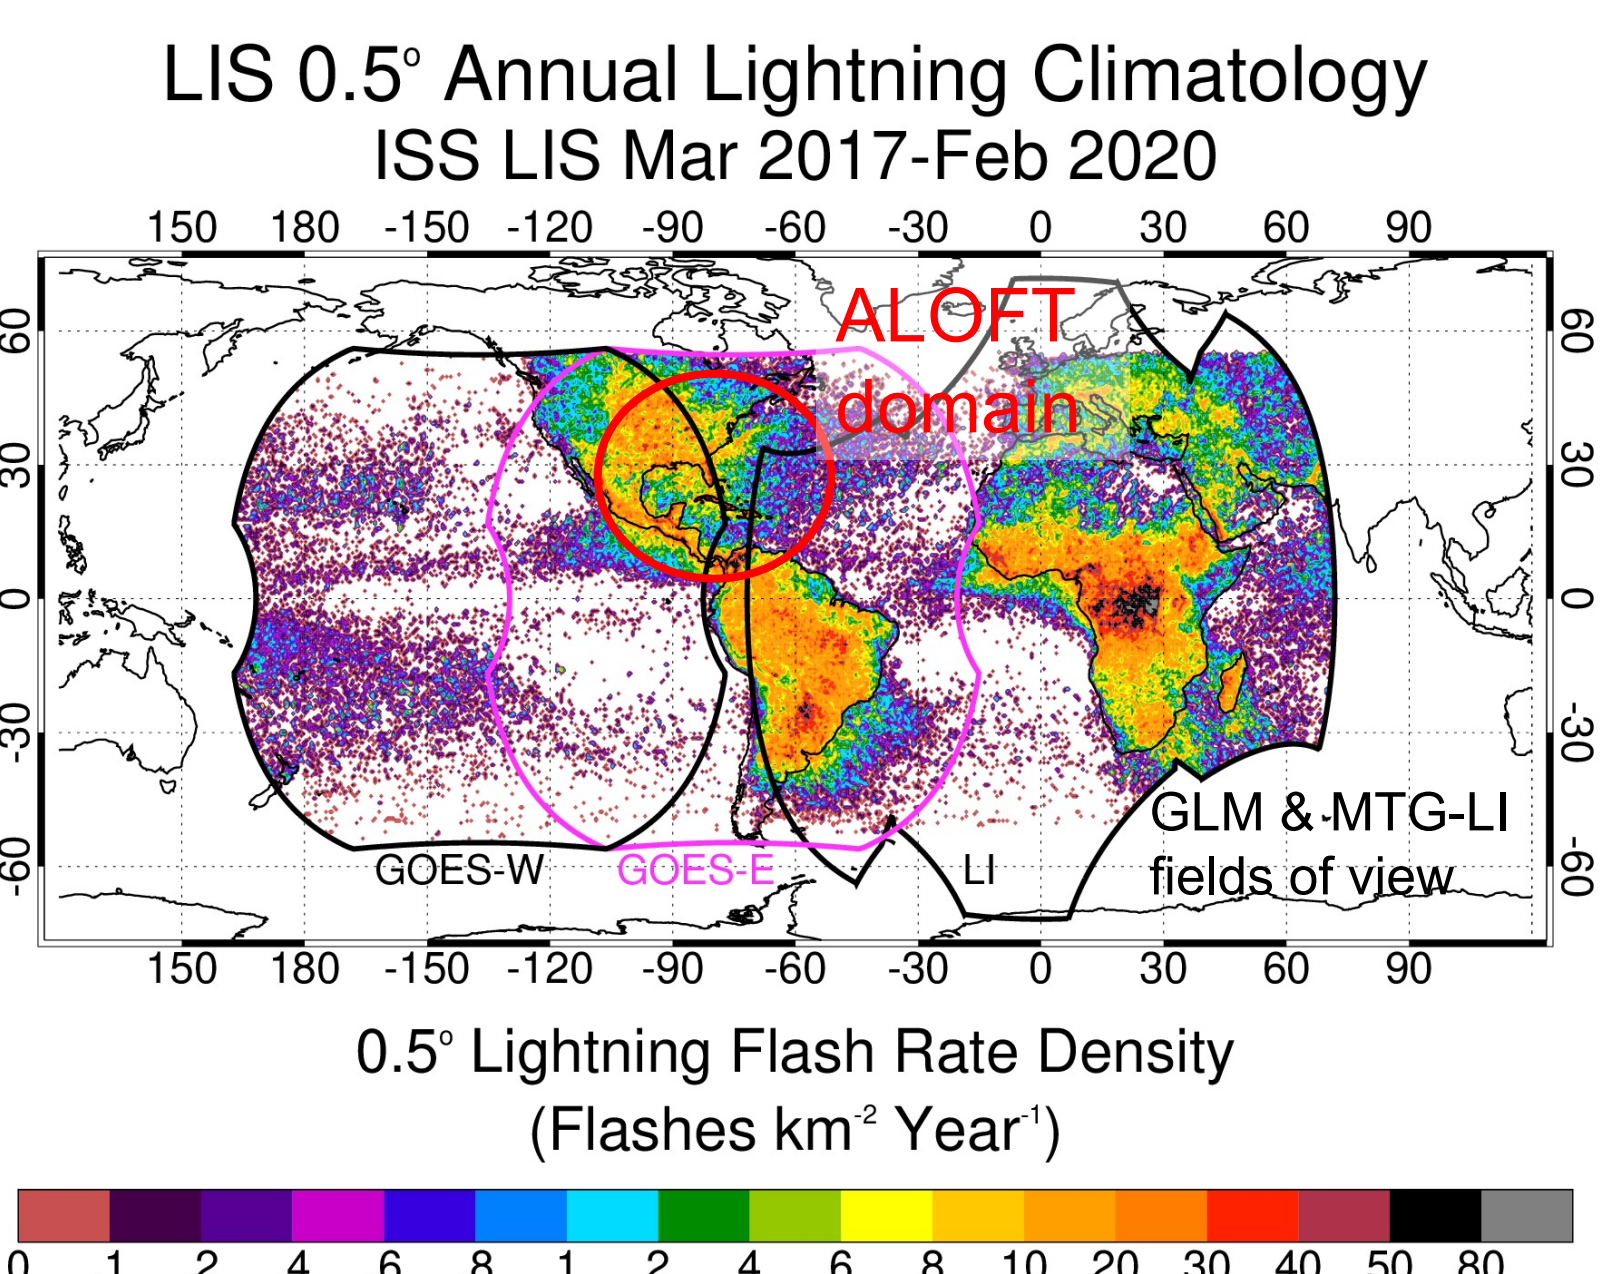 LIS 0.5° Annual Lightning Climatology
ISS LIS Mar 2017-Feb 2020
150 180 -150 -120 -90 -60 -30 0 30 60 90
60 60
ALOFT
domain
30 30
0 0
-30 -30
GLM & MTG-LI
fields of view
-60 -60
GOES-W GOES-E LI
150 180 -150 -120 -90 -60 -30 0 30 60 90
0.5° Lightning Flash Rate Density
(Flashes km-2 Year-1)
0 1 2 4 6 8 1 2 4 6 8 10 20 30 40 50 80